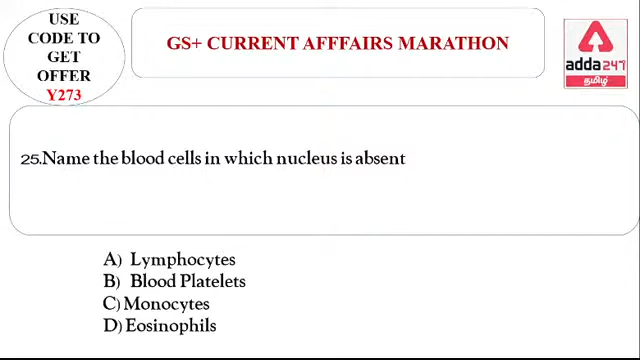 USE
CODE TO
GET
OFFER
Y273
GS+ CURRENT AFFFAIRS MARATHON
adda247
தமிழ்
25.Name the blood cells in which nucleus is absent
A) Lymphocytes
B) Blood Platelets
C) Monocytes
D) Eosinophils